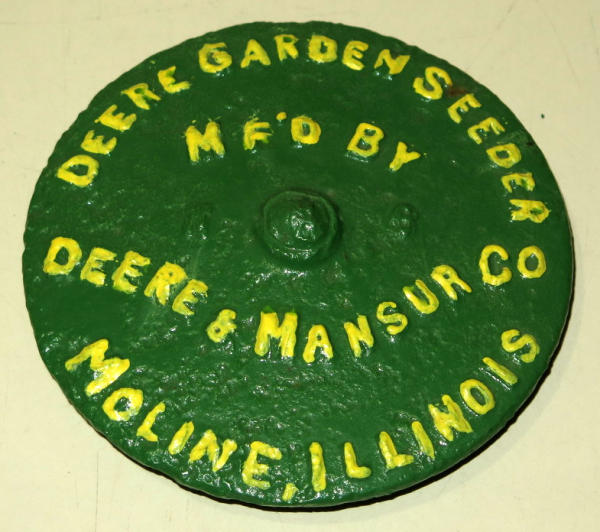 DEERE GARDEN SEEDER
M'F'D BY
DEERE & MANSUR CO
MOLINE, ILLINOIS